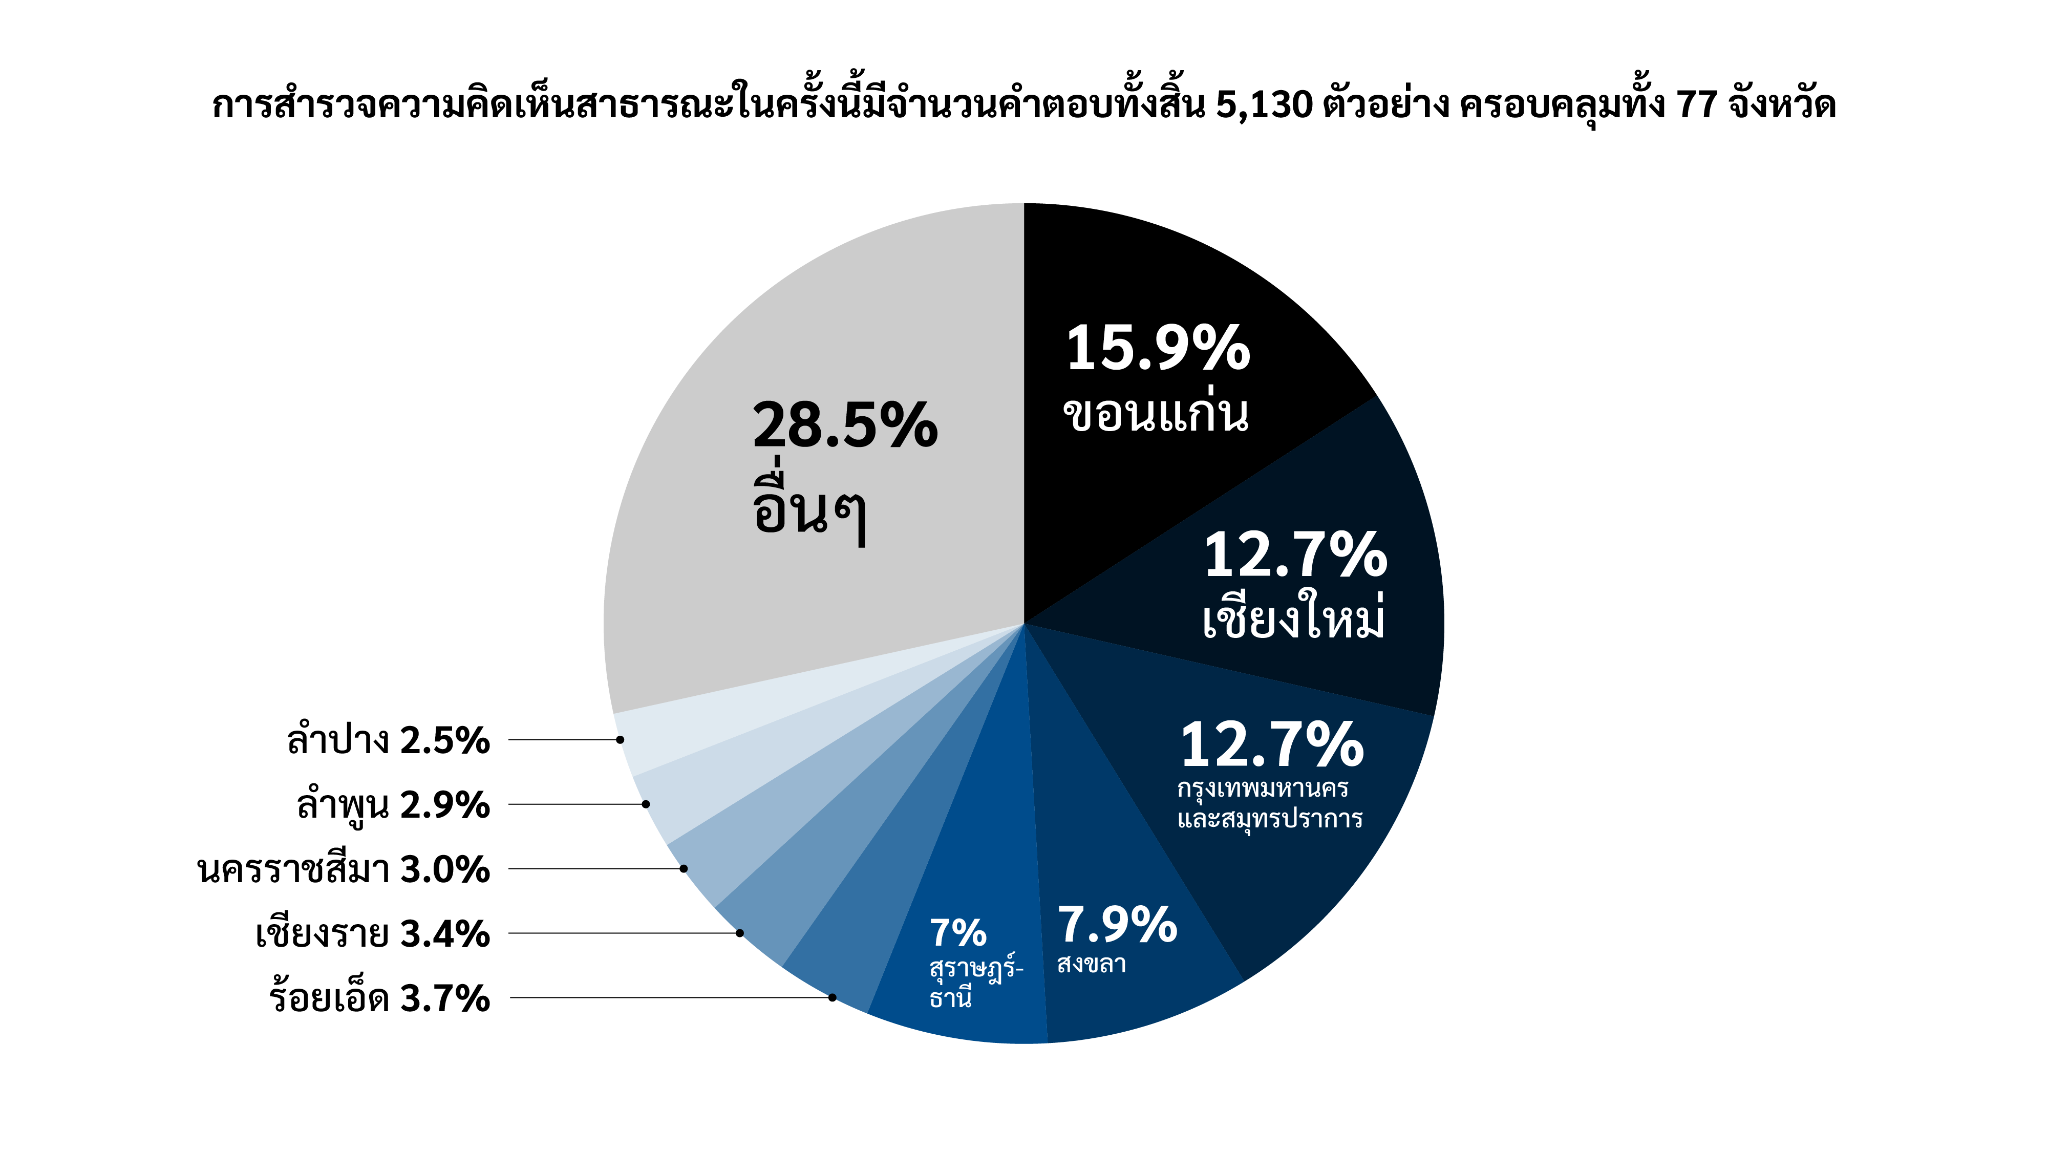 การสำรวจความคิดเห็นสาธารณะในครั้งนี้มีจำนวนคำตอบทั้งสิ้น 5,130 ตัวอย่าง ครอบคลุมทั้ง 77 จังหวัด
15.9%
ขอนแก่น
28.5%
อื่นๆ
12.7%
เชียงใหม่
12.7%
กรุงเทพมหานคร
และสมุทรปราการ
7.9%
สงขลา
7%
สุราษฎร์-
ธานี
ลำปาง 2.5%
ลำพูน 2.9%
นครราชสีมา 3.0%
เชียงราย 3.4%
ร้อยเอ็ด 3.7%